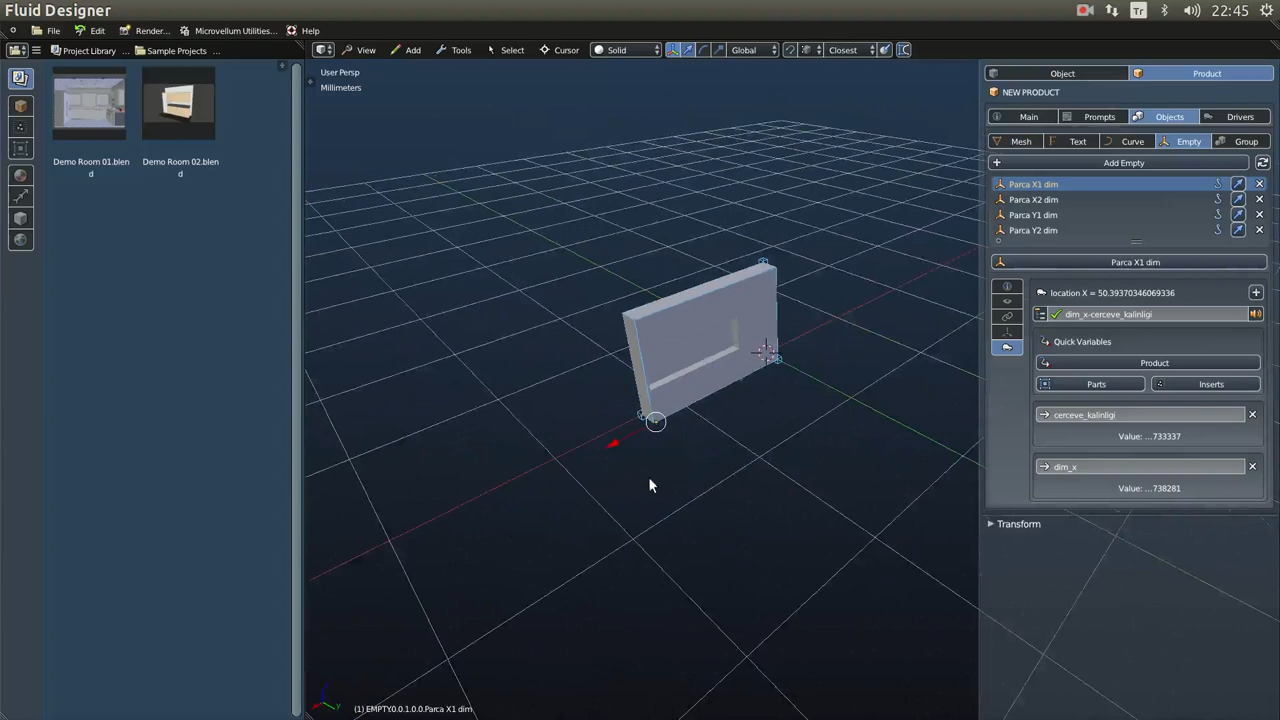 Fluid Designer
Tr 22:45
File Edit Render... Microvellum Utilities... Help
Project Library Sample Projects
View Add Tools Select Cursor Solid Global Closest
Object Product
User Persp
Millimeters
NEW PRODUCT
Main Prompts Objects Drivers
Mesh Text Curve Empty Group
Add Empty
Demo Room 01.blen
d
Demo Room 02.blen
d
Parca X1 dim
Parca X2 dim
Parca Y1 dim
Parca Y2 dim
Parca X1 dim
location X = 50.39370346069336
dim_x-cerceve_kalinligi
Quick Variables
Product
Parts Inserts
cerceve_kalinligi
Value: ...733337
dim_x
Value: ...738281
Transform
(1) EMPTY.0.0.1.0.0.Parca X1 dim